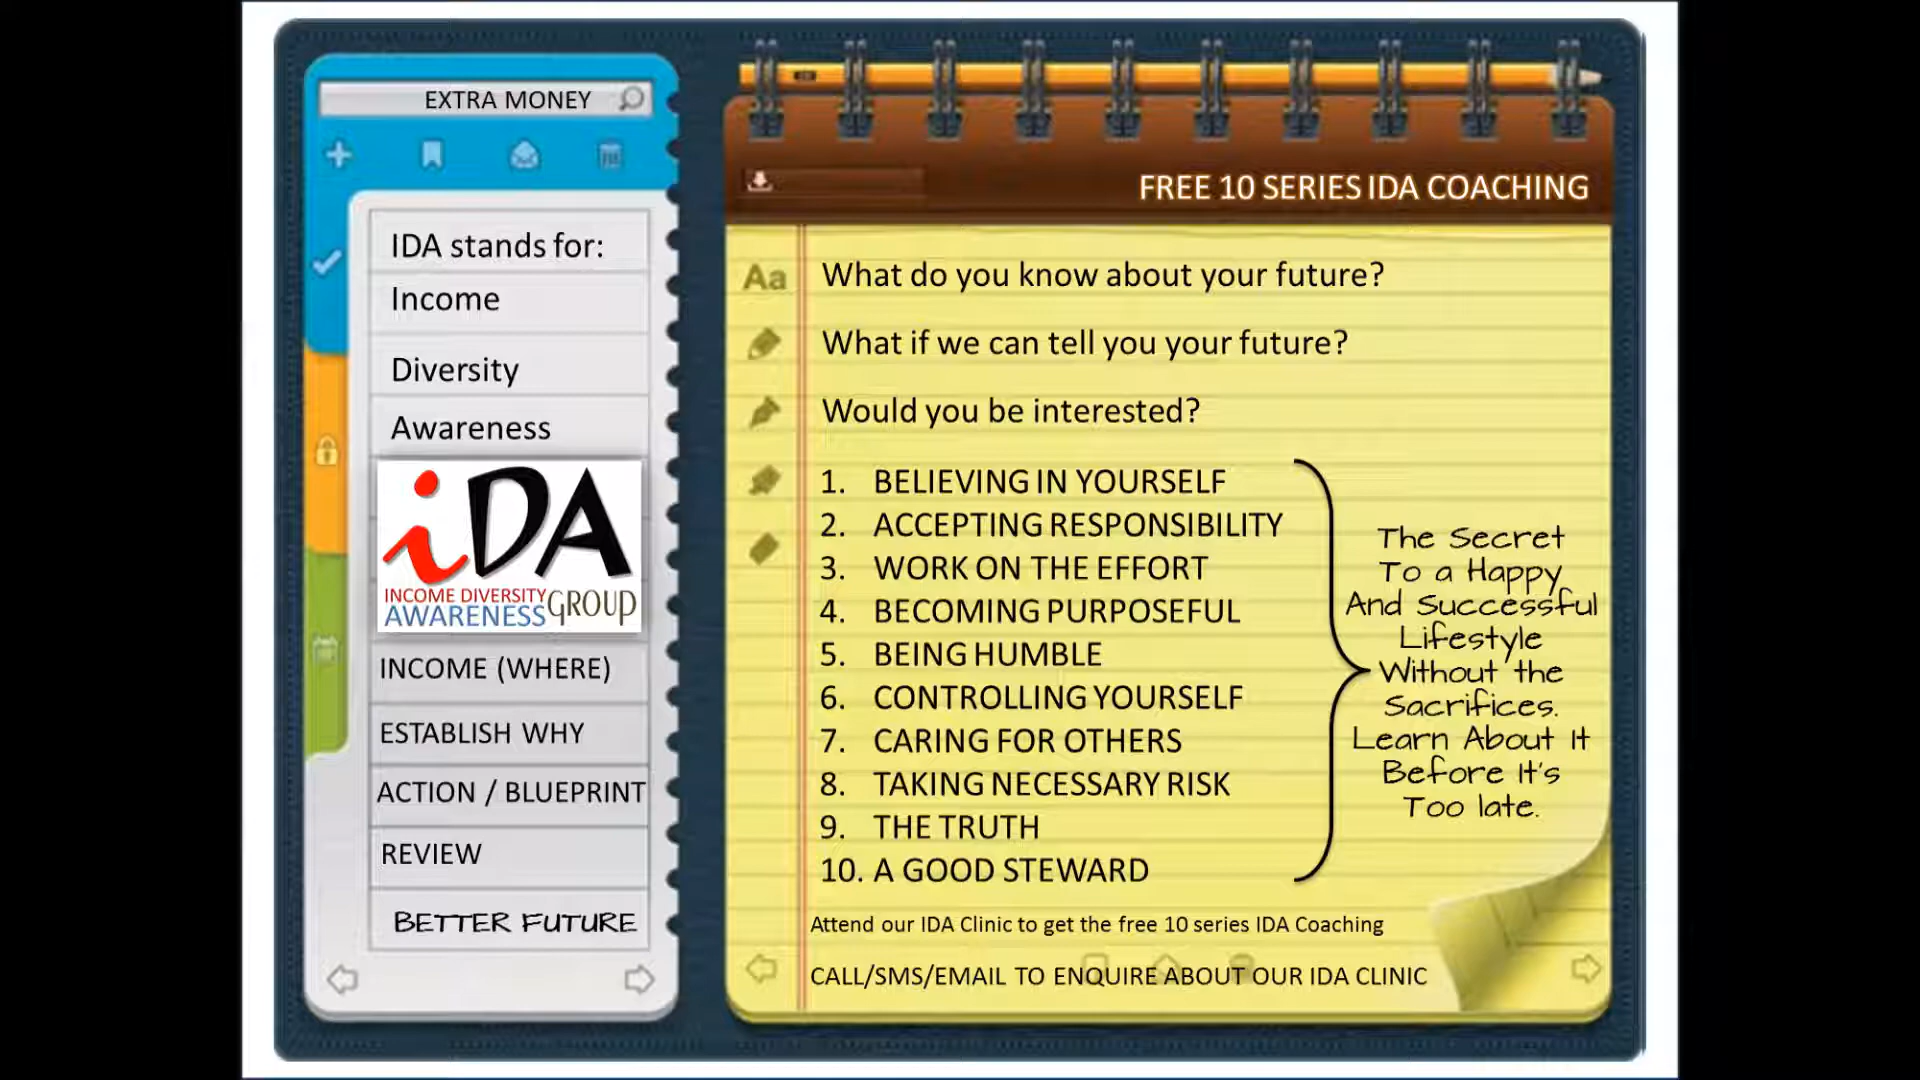 EXTRA MONEY
IDA stands for:
Income
Diversity
Awareness
iDA
INCOME DIVERSITY
AWARENESS GROUP
INCOME (WHERE)
ESTABLISH WHY
ACTION / BLUEPRINT
REVIEW
BETTER FUTURE
FREE 10 SERIES IDA COACHING
Aa
What do you know about your future?
What if we can tell you your future?
Would you be interested?
1. BELIEVING IN YOURSELF
2. ACCEPTING RESPONSIBILITY
3. WORK ON THE EFFORT
4. BECOMING PURPOSEFUL
5. BEING HUMBLE
6. CONTROLLING YOURSELF
7. CARING FOR OTHERS
8. TAKING NECESSARY RISK
9. THE TRUTH
10. A GOOD STEWARD
The Secret
To a Happy
And Successful
Lifestyle
Without the
Sacrifices.
Learn About It
Before It's
Too late.
Attend our IDA Clinic to get the free 10 series IDA Coaching
CALL/SMS/EMAIL TO ENQUIRE ABOUT OUR IDA CLINIC